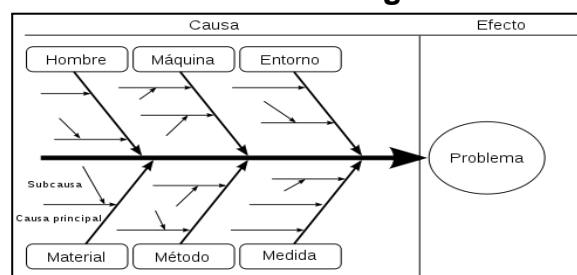 Causa
Efecto
Hombre
Máquina
Entorno
Problema
Subcausa
Causa principal
Material
Método
Medida